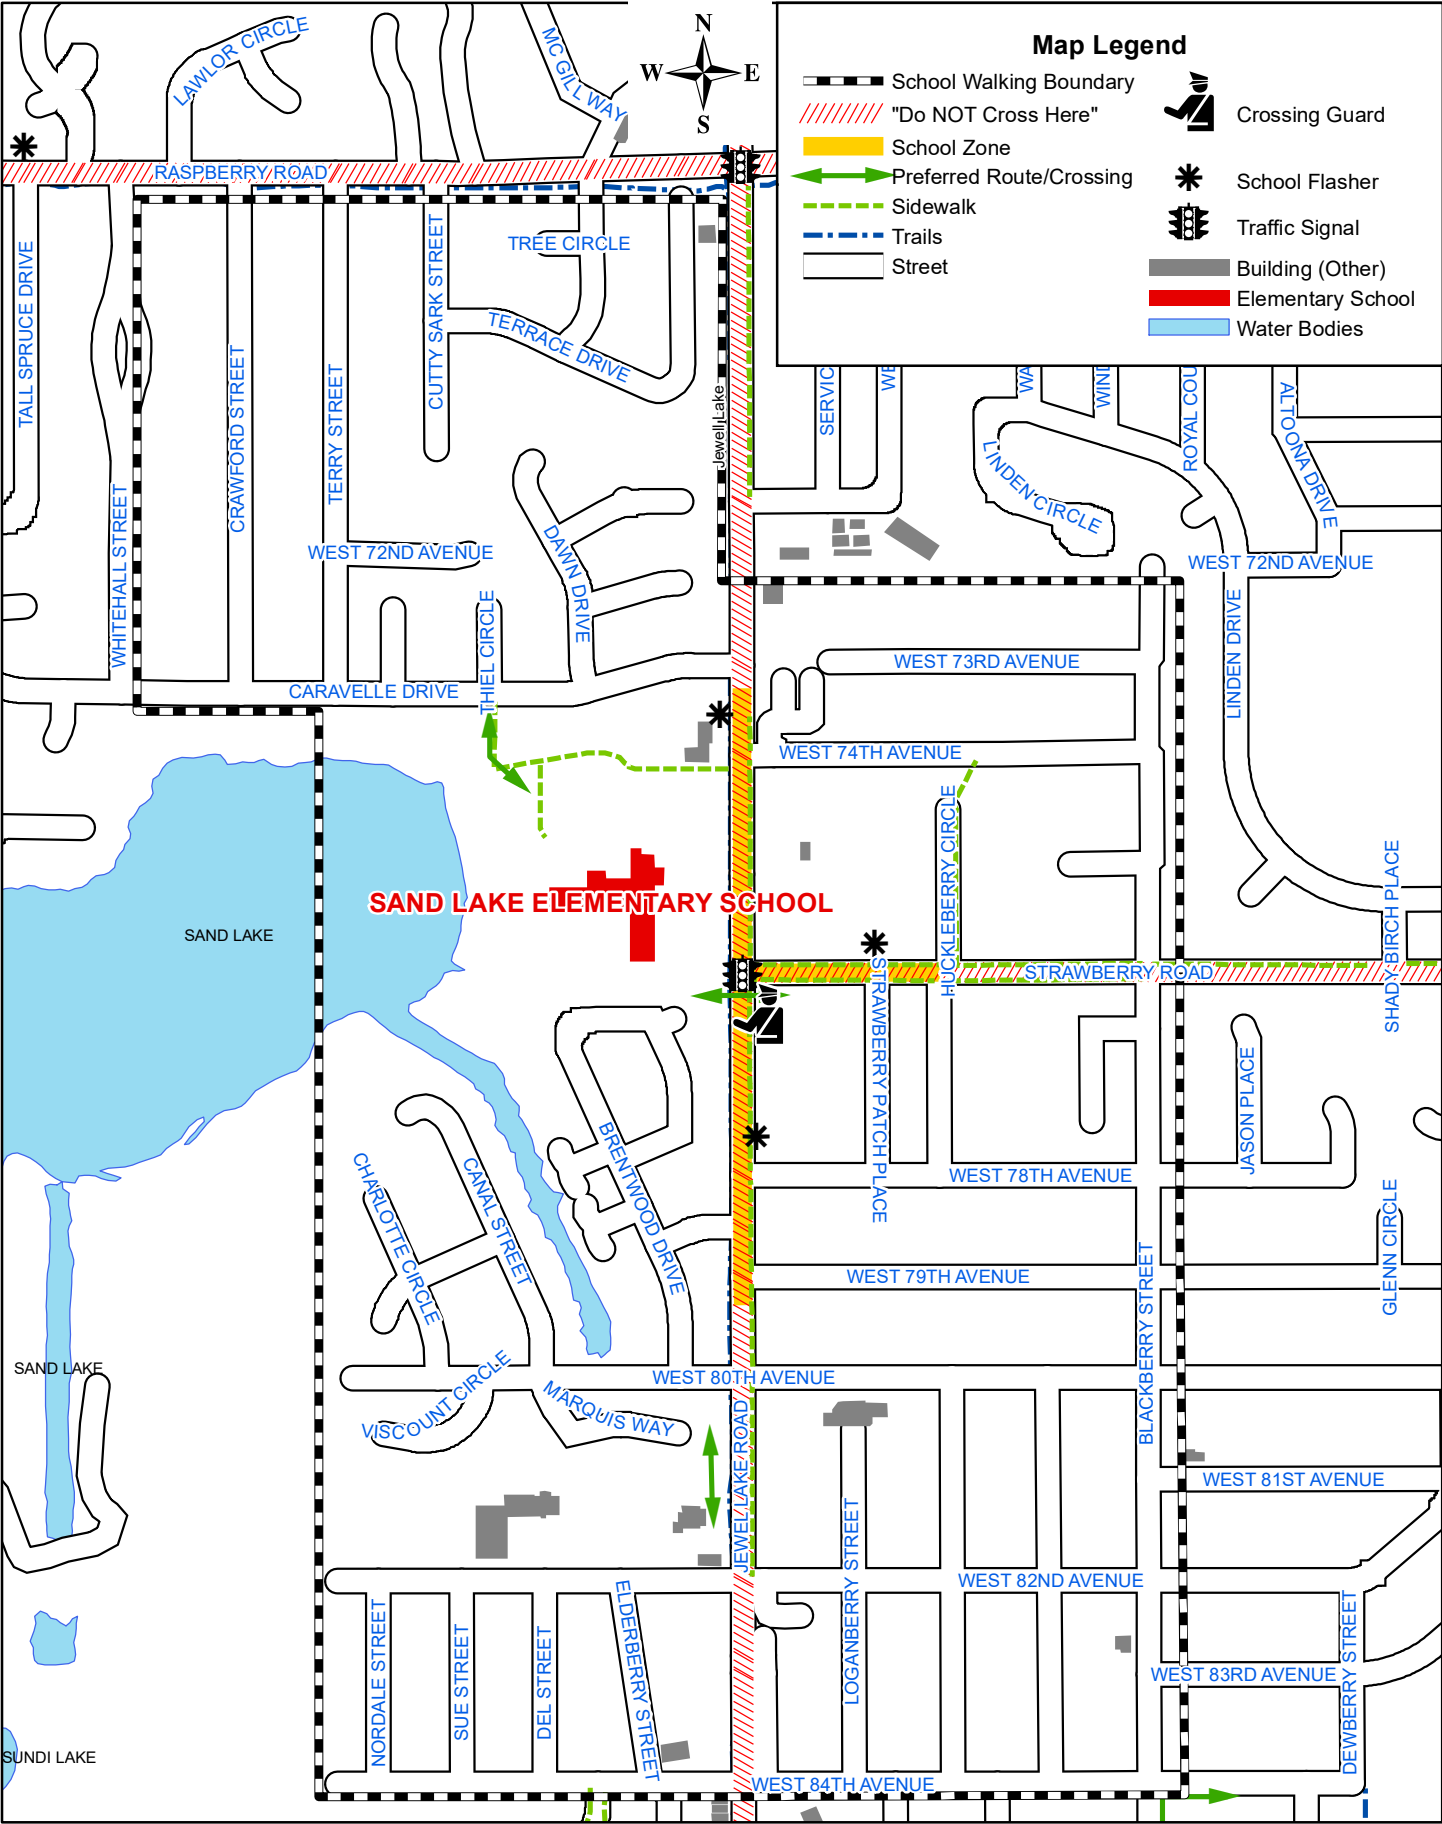 LAWLOR CIRCLE
MC GILL WAY
N
W
E
S
Map Legend
School Walking Boundary
"Do NOT Cross Here"
School Zone
Preferred Route/Crossing
Sidewalk
Trails
Street
Crossing Guard
School Flasher
Traffic Signal
Building (Other)
Elementary School
Water Bodies
RASPBERRY ROAD
TALL SPRUCE DRIVE
CUTTY SARK STREET
TREE CIRCLE
TERRACE DRIVE
CRAWFORD STREET
TERRY STREET
Jewell Lake
SERVIC
WE
WA
WIND
ROYAL COU
ALTOONA DRIVE
LINDEN CIRCLE
WHITEHALL STREET
WEST 72ND AVENUE
DAWN DRIVE
WEST 72ND AVENUE
THIEL CIRCLE
LINDEN DRIVE
WEST 73RD AVENUE
CARAVELLE DRIVE
WEST 74TH AVENUE
HUCKLEBERRY CIRCLE
SHADY BIRCH PLACE
SAND LAKE ELEMENTARY SCHOOL
SAND LAKE
STRAWBERRY ROAD
STRAWBERRY PATCH PLACE
JASON PLACE
BRENTWOOD DRIVE
CHARLOTTE CIRCLE
CANAL STREET
WEST 78TH AVENUE
GLENN CIRCLE
WEST 79TH AVENUE
BLACKBERRY STREET
SAND LAKE
WEST 80TH AVENUE
VISCOUNT CIRCLE
MARQUIS WAY
JEWEL LAKE ROAD
WEST 81ST AVENUE
LOGANBERRY STREET
WEST 82ND AVENUE
NORDALE STREET
SUE STREET
DEL STREET
ELDERBERRY STREET
WEST 83RD AVENUE
DEWBERRY STREET
SUNDI LAKE
WEST 84TH AVENUE